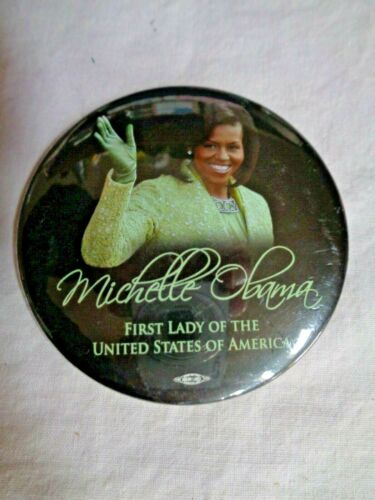 Michelle Obama,
FIRST LADY OF THE
UNITED STATES OF AMERICA